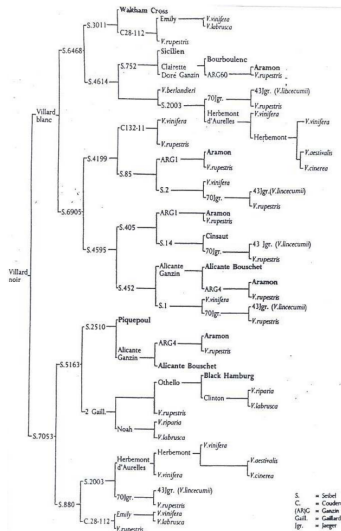 Waltham Cross
S.3011
Emily
V.vinifera
V.labrusca
C28-112
V.rupestris
S.6468
Sicilien
S.752
Bourboulenc
Clairette
Doré Ganzin
Aramon
ARG60
V.rupestris
S.4614
Villard
blanc
V.berlandieri
43Jgr. (V.lincecumii)
70Jgr.
V.rupestris
S.2003
Herbemont
d'Aurelles
V.vinifera
V.vinifera
Herbemont
V.aestivalis
V.cinerea
V.vinifera
C132-11
V.rupestris
S.4199
Aramon
ARG1
V.rupestris
S.85
V.vinifera
S.2
43Jgr.(V.lincecumii)
70Jgr.
V.rupestris
S.6905
Aramon
ARG1
V.rupestris
S.405
Cinsaut
S.14
43 Jgr. (V.lincecumii)
70Jgr.
V.rupestris
S.4595
Alicante
Ganzin
Alicante Bouschet
Aramon
ARG4
V.rupestris
S.452
V.vinifera
S.1
43Jgr. (V.lincecumii)
70Jgr.
V.rupestris
Villard
noir
Piquepoul
S.2510
Aramon
ARG4
V.rupestris
Alicante
Ganzin
Alicante Bouschet
S.5163
Black Hamburg
Othello
V.riparia
Clinton
V.labrusca
V.rupestris
2 Gaill.
V.riparia
Noah
V.labrusca
S.7053
Herbemont
d'Aurelles
Herbemont
V.vinifera
V.aestivalis
V.cinerea
V.vinifera
S.2003
43Jgr. (V.lincecumii)
70Jgr.
V.rupestris
S.880
Emily
V.vinifera
V.labrusca
C.28-112
V.rupestris
S. = Seibel
C. = Couderc
(AR)G = Ganzin
Gaill. = Gaillard
Jgr. = Jaeger